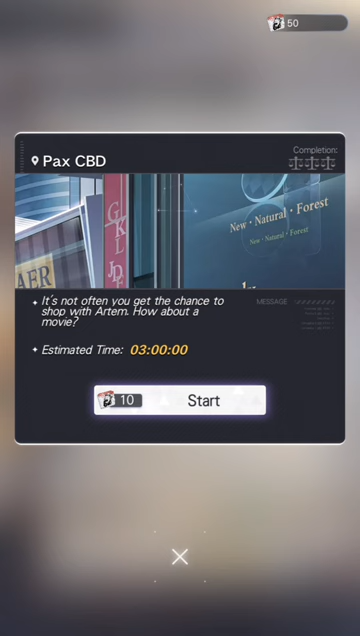 50
Pax CBD
Completion:
New · Natural · Forest
New · Natural · Forest
AER
It's not often you get the chance to
shop with Artem. How about a
movie?
MESSAGE
Estimated Time: 03:00:00
10 Start